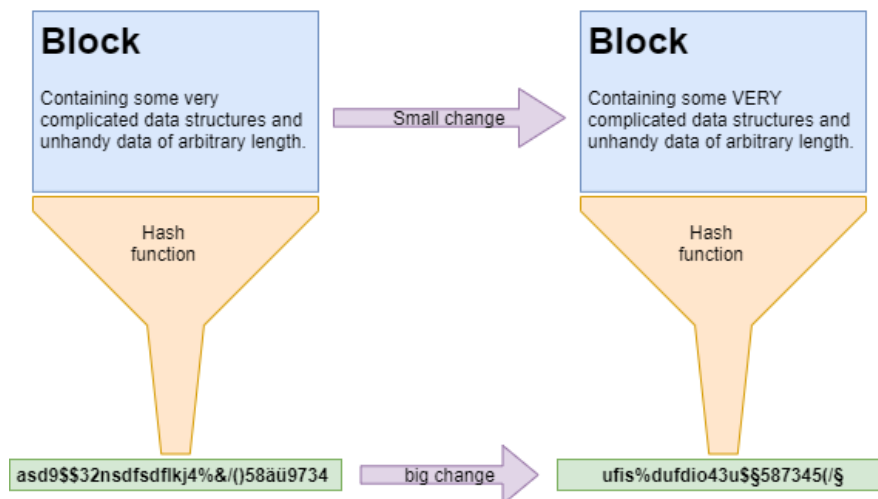 Block
Containing some very
complicated data structures and
unhandy data of arbitrary length.
Small change
Block
Containing some VERY
complicated data structures and
unhandy data of arbitrary length.
Hash
function
Hash
function
asd9$$32nsdfsdflkj4%&/()58äü9734
big change
ufis%dufdio43u$§587345(/§